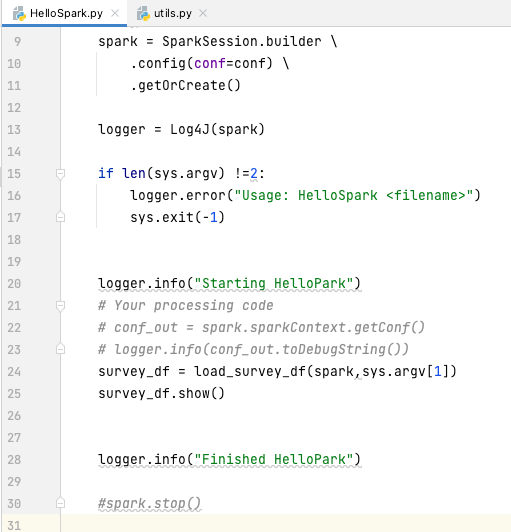 HelloSpark.py × utils.py ×
9 spark = SparkSession.builder \
10 .config(conf=conf) \
11 .getOrCreate()
12
13 logger = Log4J(spark)
14
15 if len(sys.argv) !=2:
16 logger.error("Usage: HelloSpark <filename>")
17 sys.exit(-1)
18
19
20 logger.info("Starting HelloPark")
21 # Your processing code
22 # conf_out = spark.sparkContext.getConf()
23 # logger.info(conf_out.toDebugString())
24 survey_df = load_survey_df(spark,sys.argv[1])
25 survey_df.show()
26
27
28 logger.info("Finished HelloPark")
29
30 #spark.stop()
31